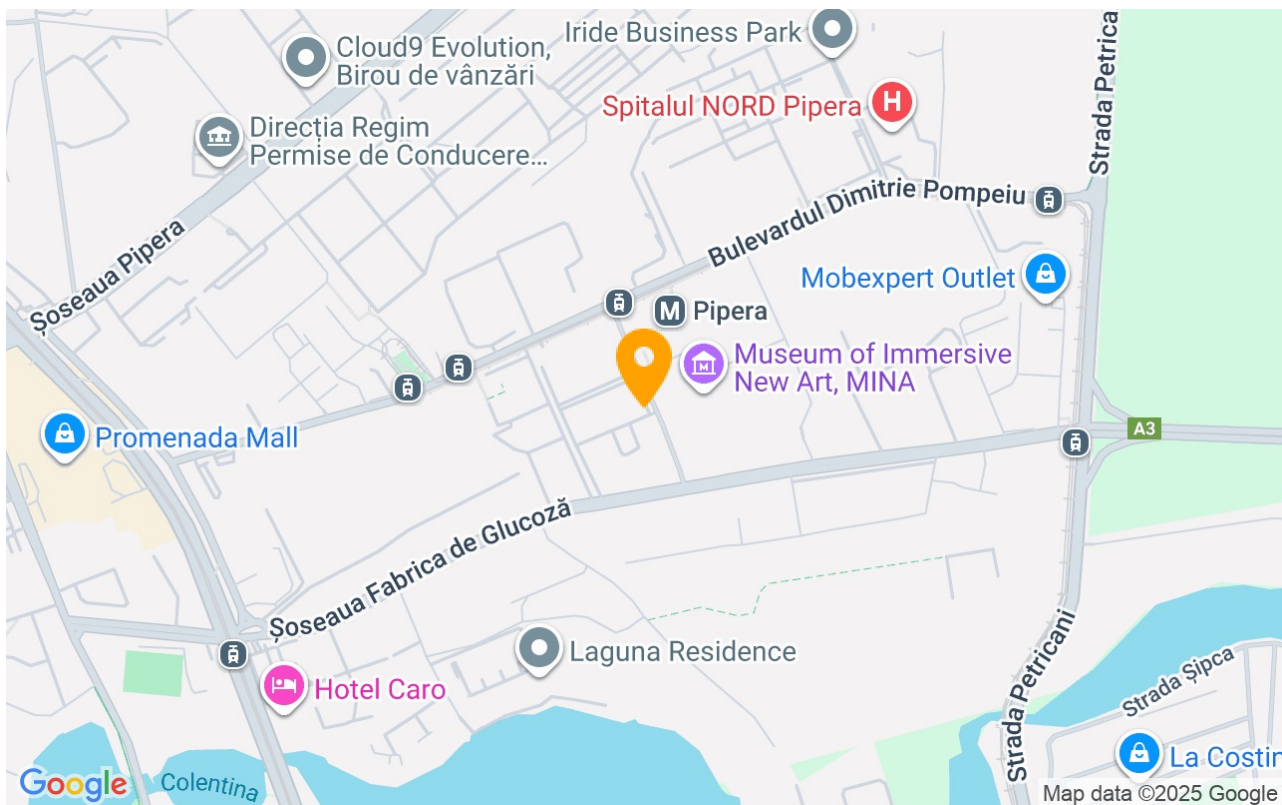 Iride Business Park
Cloud9 Evolution,
Birou de vânzări
Spitalul NORD Pipera
H
Direcția Regim
Permise de Conducere...
Strada Petrica
Bulevardul Dimitrie Pompeiu
Șoseaua Pipera
Mobexpert Outlet
M Pipera
Museum of Immersive
New Art, MINA
Promenada Mall
A3
Șoseaua Fabrica de Glucoză
Laguna Residence
Hotel Caro
Strada Petricani
Strada Șipca
La Costin
Google
Colentina
Map data ©2025 Google